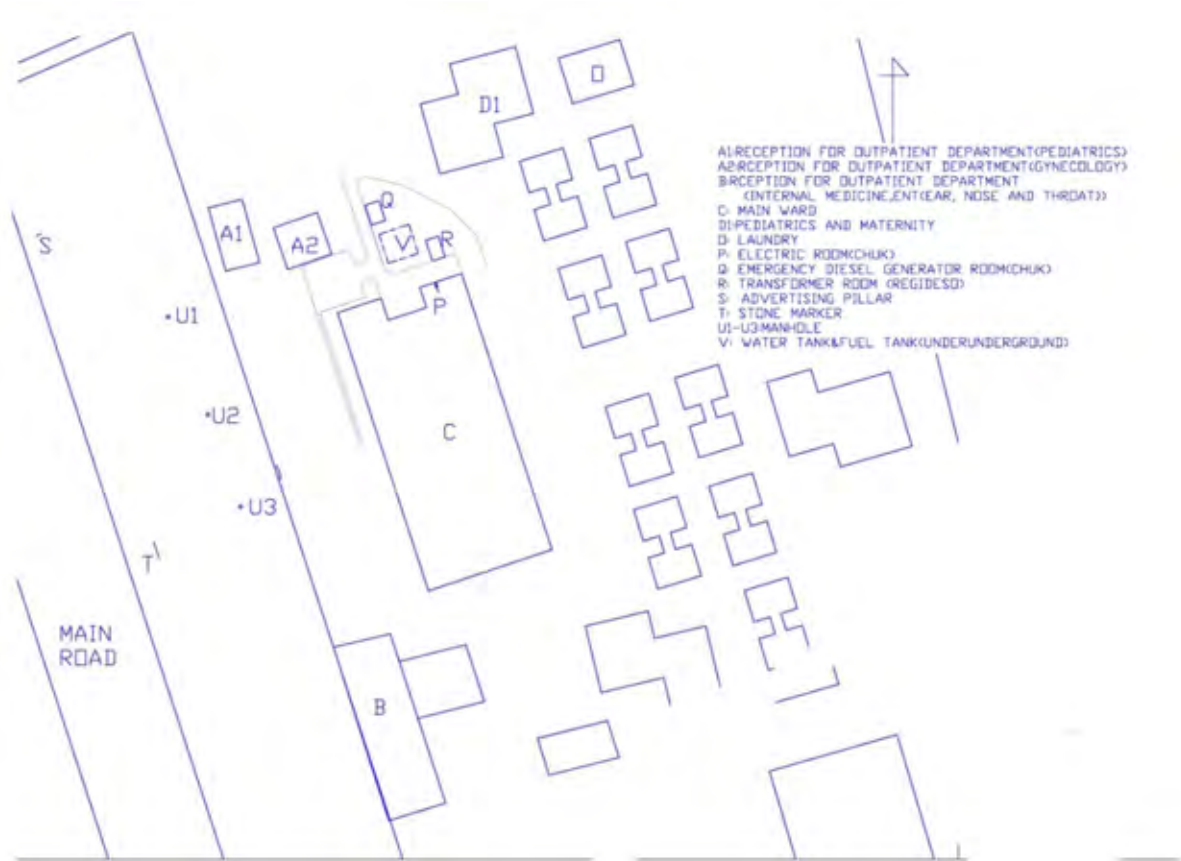 D1
D
Q
A1
A2
V
R
S
P
U1
U2
C
U3
T
MAIN
ROAD
B
A1:RECEPTION FOR OUTPATIENT DEPARTMENT(PEDIATRICS)
A2:RCEPTION FOR OUTPATIENT DEPARTMENT(GYNECOLOGY)
B:RCEPTION FOR OUTPATIENT DEPARTMENT
(INTERNAL MEDICINE,ENT(EAR, NOSE AND THROAT))
C: MAIN WARD
D1:PEDIATRICS AND MATERNITY
D: LAUNDRY
P: ELECTRIC ROOM(CHUK)
Q: EMERGENCY DIESEL GENERATOR ROOM(CHUK)
R: TRANSFORMER ROOM (REGIDESO)
S: ADVERTISING PILLAR
T: STONE MARKER
U1-U3:MANHOLE
V: WATER TANK&FUEL TANK(UNDERUNDERGROUND)